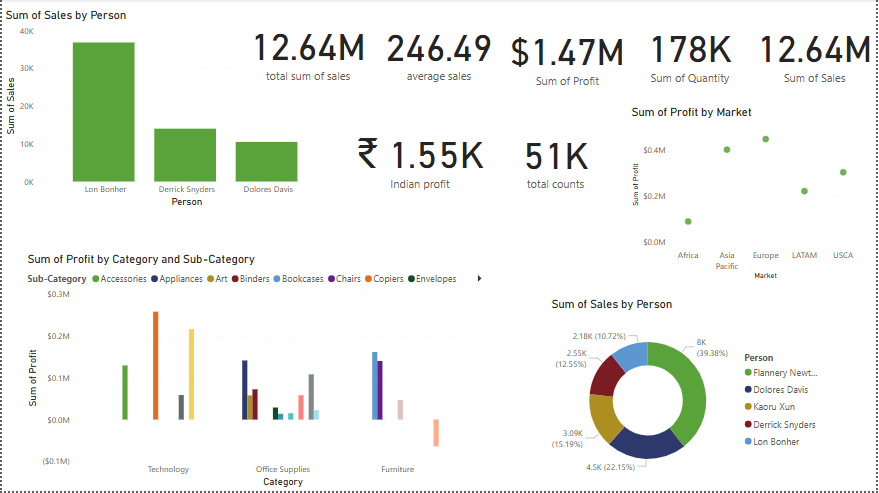 Sum of Sales by Person
40K
30K
20K
10K
0K
Sum of Sales
Lon Bonher Derrick Snyders Dolores Davis
Person
12.64M
total sum of sales
246.49
average sales
$1.47M
Sum of Profit
178K
Sum of Quantity
12.64M
Sum of Sales
₹ 1.55K
Indian profit
51K
total counts
Sum of Profit by Market
$0.4M
$0.2M
$0.0M
Sum of Profit
Africa Asia Pacific Europe LATAM USCA
Market
Sum of Profit by Category and Sub-Category
Sub-Category Accessories Appliances Art Binders Bookcases Chairs Copiers Envelopes
$0.3M
$0.2M
$0.1M
$0.0M
($0.1M)
Sum of Profit
Technology Office Supplies Furniture
Category
Sum of Sales by Person
2.18K (10.72%)
8K
(39.38%)
2.55K
(12.55%)
3.09K
(15.19%)
4.5K (22.15%)
Person
Flannery Newt...
Dolores Davis
Kaoru Xun
Derrick Snyders
Lon Bonher